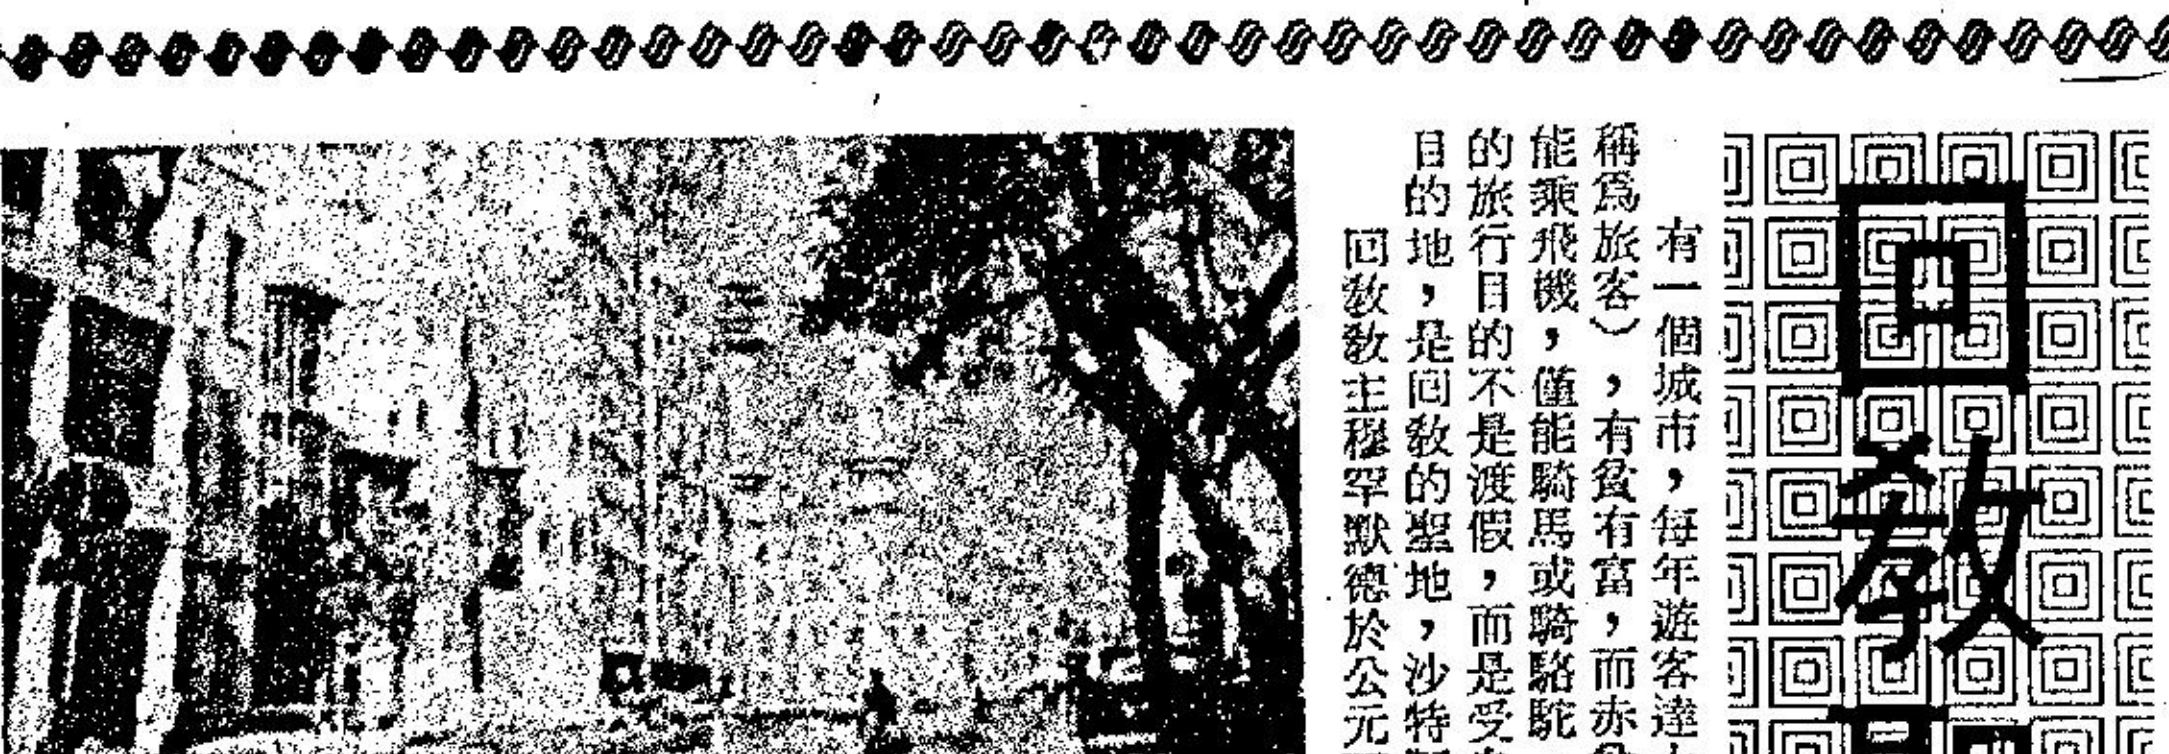 回教
有一個城市，每年遊客達
稱爲旅客），有貧有富，而赤
能乘飛機，僅能騎馬或騎駱駝
的旅行目的不是渡假，而是受
目的地，是回敎的聖地，沙特
回敎敎主穆罕默德於公元